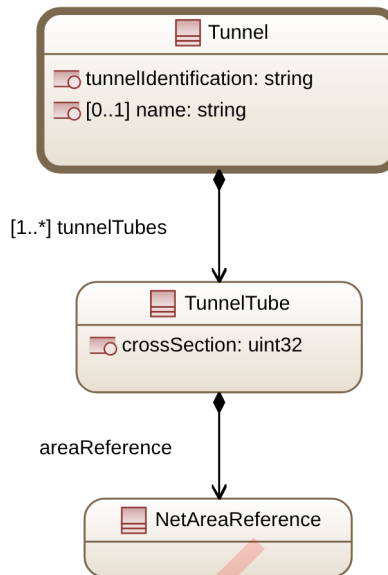 Tunnel
tunnelIdentification: string
[0..1] name: string
[1..*] tunnelTubes
TunnelTube
crossSection: uint32
areaReference
NetAreaReference